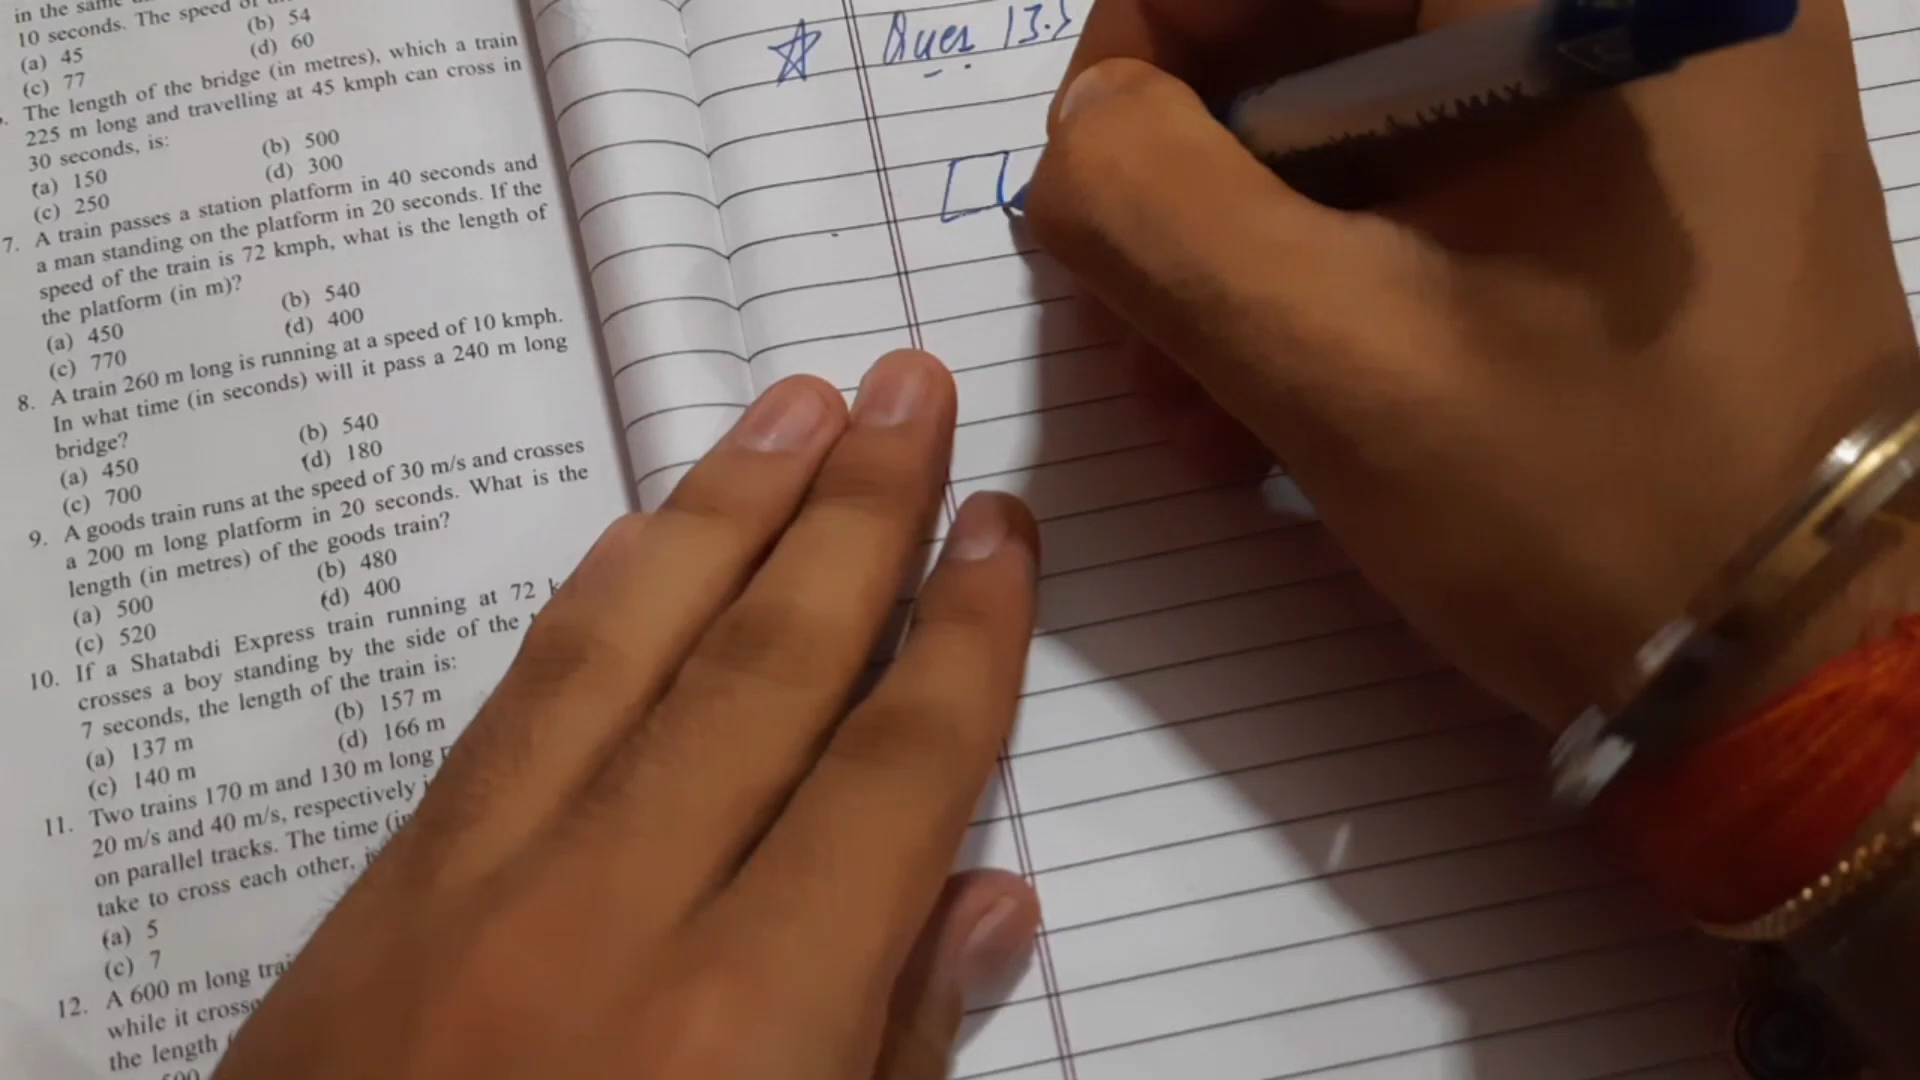 in the same
10 seconds. The speed of
(a) 45
(b) 54
(c) 77
(d) 60
The length of the bridge (in metres), which a train
225 m long and travelling at 45 kmph can cross in
30 seconds, is:
(a) 150
(b) 500
(c) 250
(d) 300
7. A train passes a station platform in 40 seconds and
a man standing on the platform in 20 seconds. If the
speed of the train is 72 kmph, what is the length of
the platform (in m)?
(a) 450
(b) 540
(c) 770
(d) 400
8. A train 260 m long is running at a speed of 10 kmph.
In what time (in seconds) will it pass a 240 m long
bridge?
(a) 450
(b) 540
(c) 700
(d) 180
9. A goods train runs at the speed of 30 m/s and crosses
a 200 m long platform in 20 seconds. What is the
length (in metres) of the goods train?
(a) 500
(b) 480
(c) 520
(d) 400
10. If a Shatabdi Express train running at 72
crosses a boy standing by the side of the
7 seconds, the length of the train is:
(a) 137 m
(b) 157 m
(c) 140 m
(d) 166 m
11. Two trains 170 m and 130 m long
20 m/s and 40 m/s, respectively
on parallel tracks. The time
take to cross each other,
(a) 5
(c) 7
12. A 600 m long
while it
the length
Ques 13.